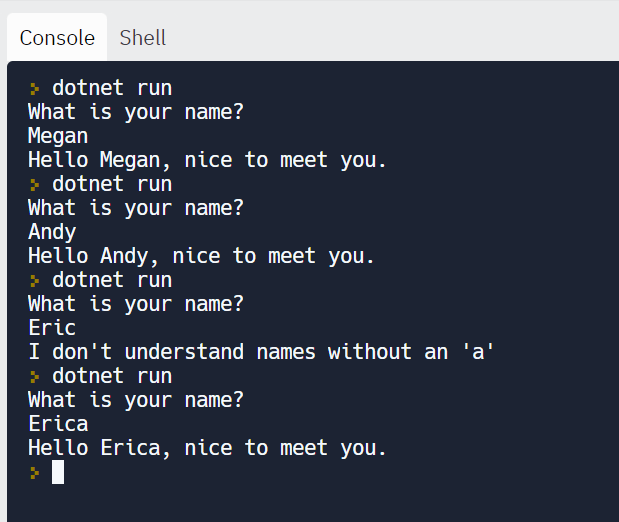 Console Shell
> dotnet run
What is your name?
Megan
Hello Megan, nice to meet you.
> dotnet run
What is your name?
Andy
Hello Andy, nice to meet you.
> dotnet run
What is your name?
Eric
I don't understand names without an 'a'
> dotnet run
What is your name?
Erica
Hello Erica, nice to meet you.
>